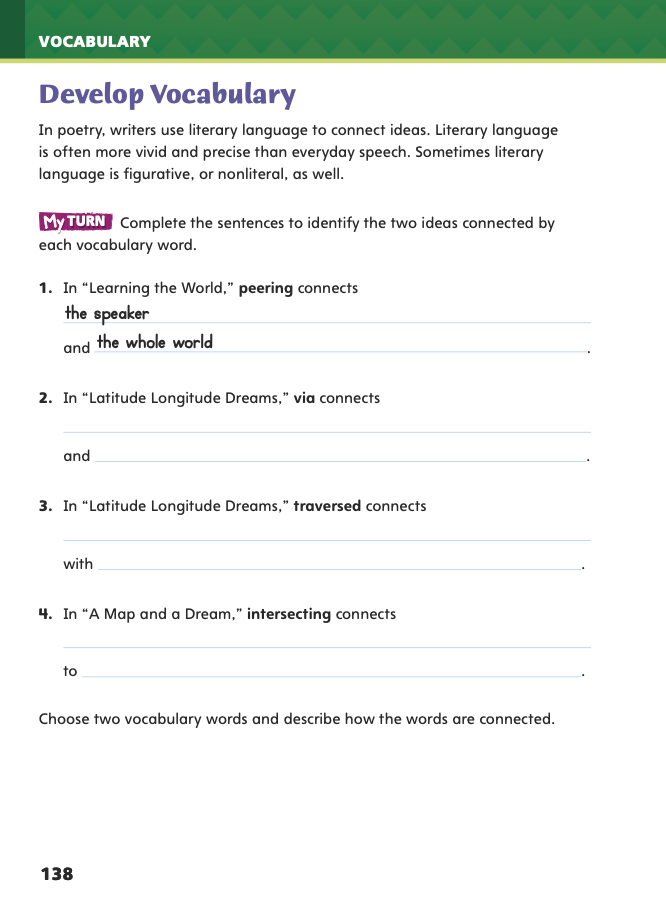 VOCABULARY
Develop Vocabulary
In poetry, writers use literary language to connect ideas. Literary language
is often more vivid and precise than everyday speech. Sometimes literary
language is figurative, or nonliteral, as well.
My TURN Complete the sentences to identify the two ideas connected by
each vocabulary word.
1. In “Learning the World,” peering connects
the speaker
and the whole world.
2. In “Latitude Longitude Dreams,” via connects
and .
3. In “Latitude Longitude Dreams,” traversed connects
with .
4. In “A Map and a Dream,” intersecting connects
to .
Choose two vocabulary words and describe how the words are connected.
138